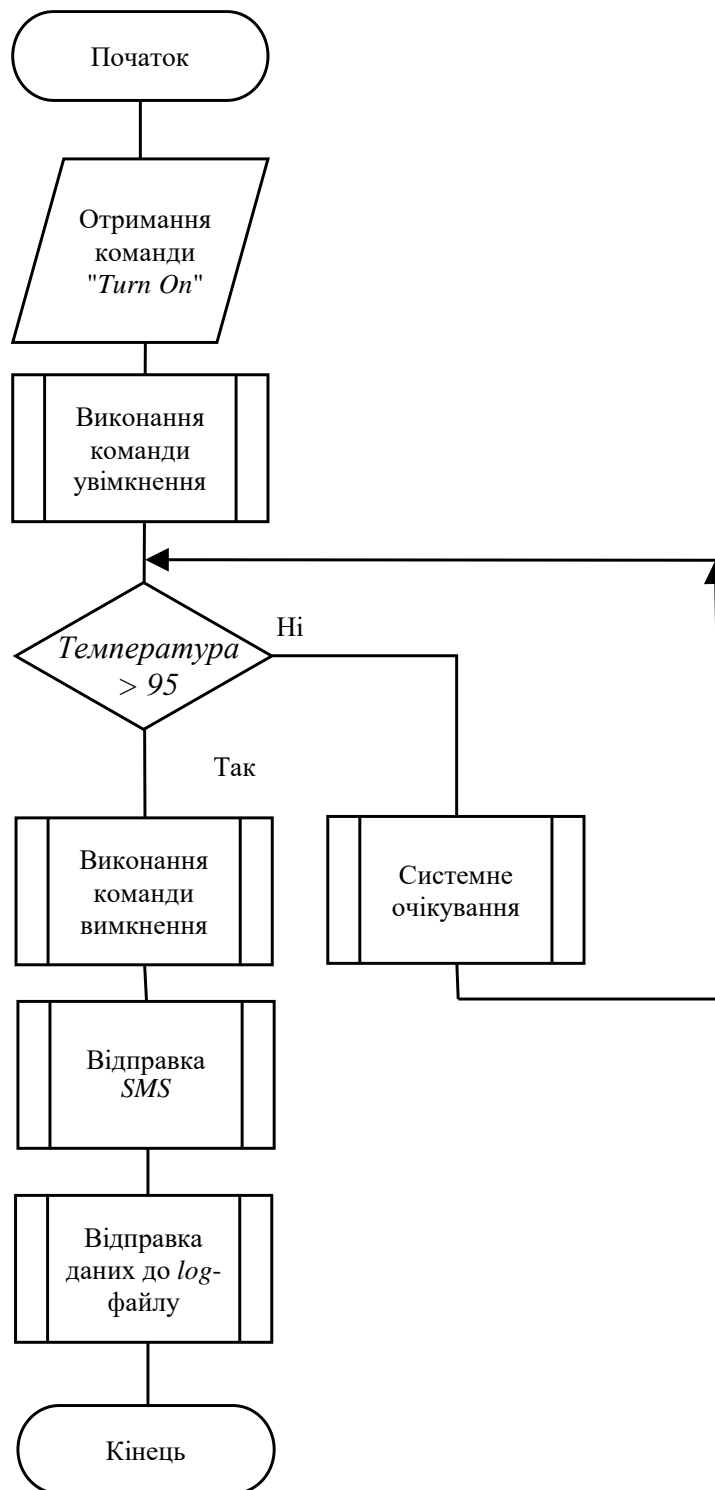 Початок
Отримання
команди
"Turn On"
Виконання
команди
увімкнення
Температура
> 95
Ні
Так
Виконання
команди
вимкнення
Системне
очікування
Відправка
SMS
Відправка
даних до log-
файлу
Кінець